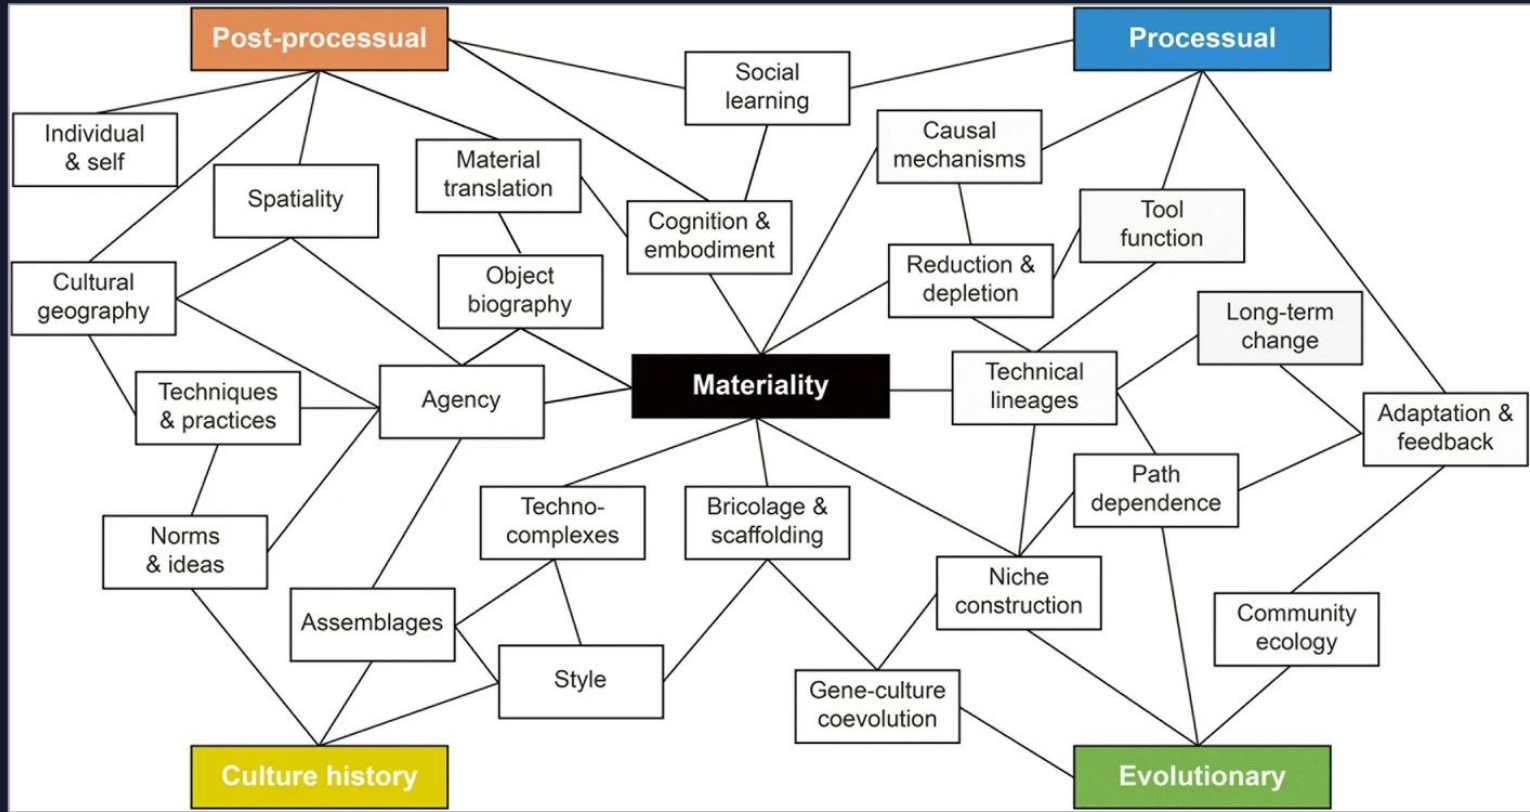 Post-processual
Processual
Social
learning
Individual
& self
Causal
mechanisms
Material
translation
Spatiality
Tool
function
Cognition &
embodiment
Cultural
geography
Object
biography
Reduction &
depletion
Long-term
change
Techniques
& practices
Agency
Materiality
Technical
lineages
Adaptation &
feedback
Path
dependence
Techno-
complexes
Bricolage &
scaffolding
Norms
& ideas
Niche
construction
Assemblages
Community
ecology
Style
Gene-culture
coevolution
Culture history
Evolutionary